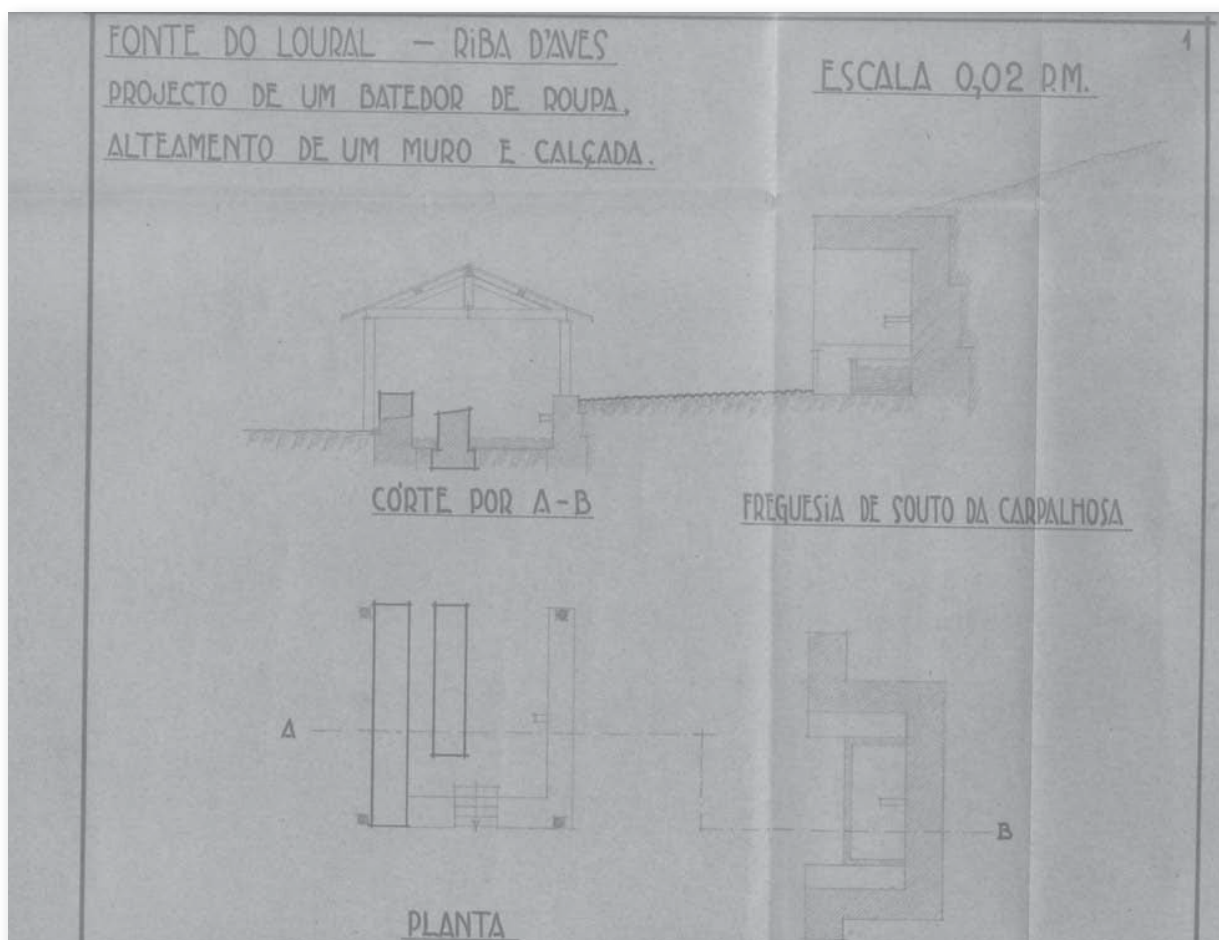 FONTE DO LOURAL — RIBA D'AVES
PROJECTO DE UM BATEDOR DE ROUPA,
ALTEAMENTO DE UM MURO E CALÇADA.
ESCALA 0,02 P.M.
1
CÓRTE POR A-B
FREGUESIA DE SOUTO DA CARPALHOSA
A
B
PLANTA